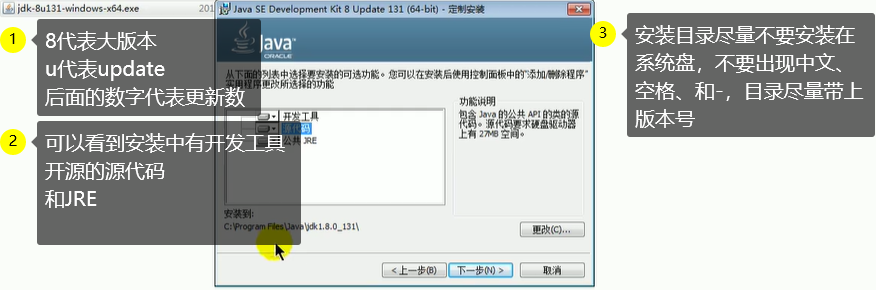 jdk-8u131-windows-x64.exe
201
Java SE Development Kit 8 Update 131 (64-bit) - 定制安装
Java
ORACLE
1
8代表大版本
u代表update
后面的数字代表更新数
2
可以看到安装中有开发工具
开源的源代码
和JRE
3
安装目录尽量不要安装在
系统盘，不要出现中文、
空格、和-，目录尽量带上
版本号
从下面的列表中选择要安装的可选功能。您可以在安装后使用控制面板中的“添加/删除程序”
实用程序更改所选择的功能
开发工具
源代码
公共 JRE
功能说明
包含 Java 的公共 API 的类的源
代码。源代码要求硬盘驱动器
上有 27MB 空间。
安装到:
C:\Program Files\Java\jdk1.8.0_131\
更改(C)...
< 上一步(B)
下一步(N) >
取消